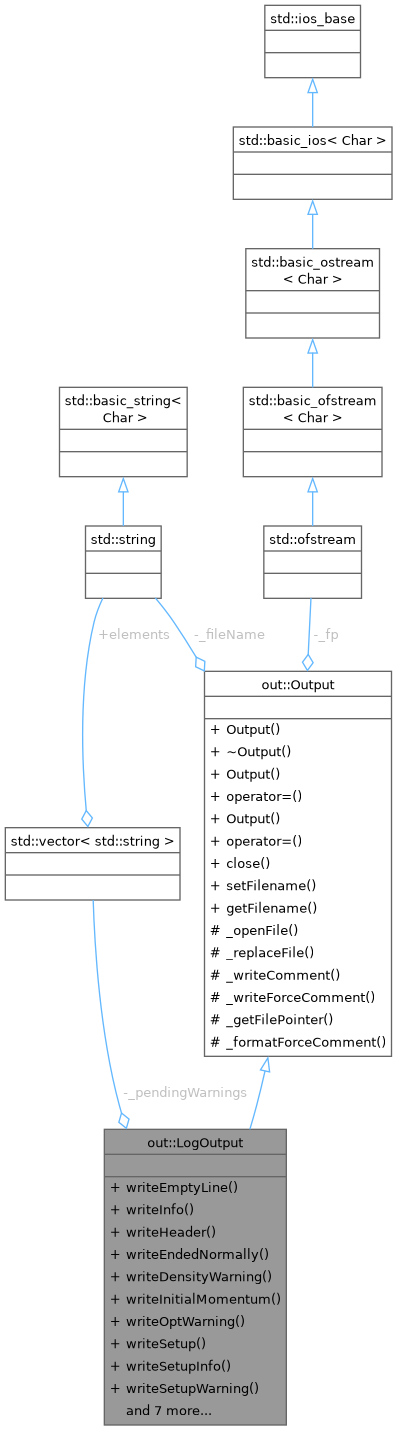 std::ios_base
std::basic_ios< Char >
std::basic_ostream
< Char >
std::basic_string<
Char >
std::basic_ofstream
< Char >
std::string
std::ofstream
+elements
-_fileName
-_fp
out::Output
+ Output()
+ ~Output()
+ Output()
+ operator=()
+ Output()
+ operator=()
+ close()
+ setFilename()
+ getFilename()
# _openFile()
# _replaceFile()
# _writeComment()
# _writeForceComment()
# _getFilePointer()
# _formatForceComment()
std::vector< std::string >
-_pendingWarnings
out::LogOutput
+ writeEmptyLine()
+ writeInfo()
+ writeHeader()
+ writeEndedNormally()
+ writeDensityWarning()
+ writeInitialMomentum()
+ writeOptWarning()
+ writeSetup()
+ writeSetupInfo()
+ writeSetupWarning()
and 7 more...